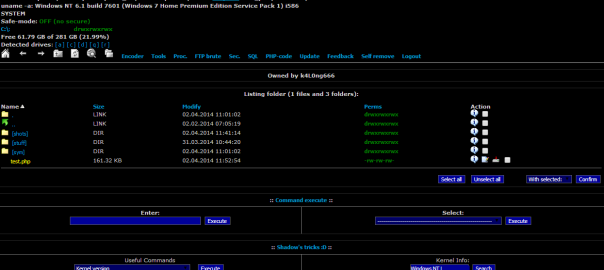 uname -a: Windows NT 6.1 build 7601 (Windows 7 Home Premium Edition Service Pack 1) i586
SYSTEM
Safe-mode: OFF (no secure)
C:\ drwxrwxrwx
Free 61.79 GB of 281 GB (21.99%)
Detected drives: [a] [c] [d] [q] [r]
Encoder Tools Proc. FTP brute Sec. SQL PHP-code Update Feedback Self remove Logout
Owned by k4L0ng666
Listing folder (1 files and 3 folders):
Name Size Modify Perms Action
. LINK 02.04.2014 11:01:02 drwxrwxrwx
.. LINK 02.02.2014 07:05:19 drwxrwxrwx
[shots] DIR 02.04.2014 11:41:14 drwxrwxrwx
[stuff] DIR 31.03.2014 10:44:20 drwxrwxrwx
DIR 02.04.2014 11:01:02 drwxrwxrwx
test.php 161.32 KB 02.04.2014 11:52:54 -rw-rw-rw-
Select all Unselect all With selected: Confirm
:: Command execute ::
Enter: Select:
Execute Execute
:: Shadow's tricks :D ::
Useful Commands Kernel Info:
Kernel version Execute Windows NT Search